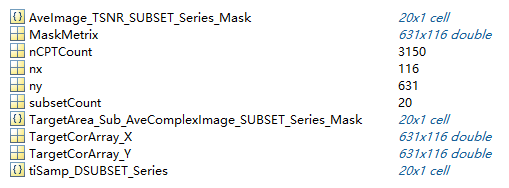 AveImage_TSNR_SUBSET_Series_Mask 20x1 cell
MaskMetrix 631x116 double
nCPTCount 3150
nx 116
ny 631
subsetCount 20
TargetArea_Sub_AveComplexImage_SUBSET_Series_Mask 20x1 cell
TargetCorArray_X 631x116 double
TargetCorArray_Y 631x116 double
tiSamp_DSUBSET_Series 20x1 cell